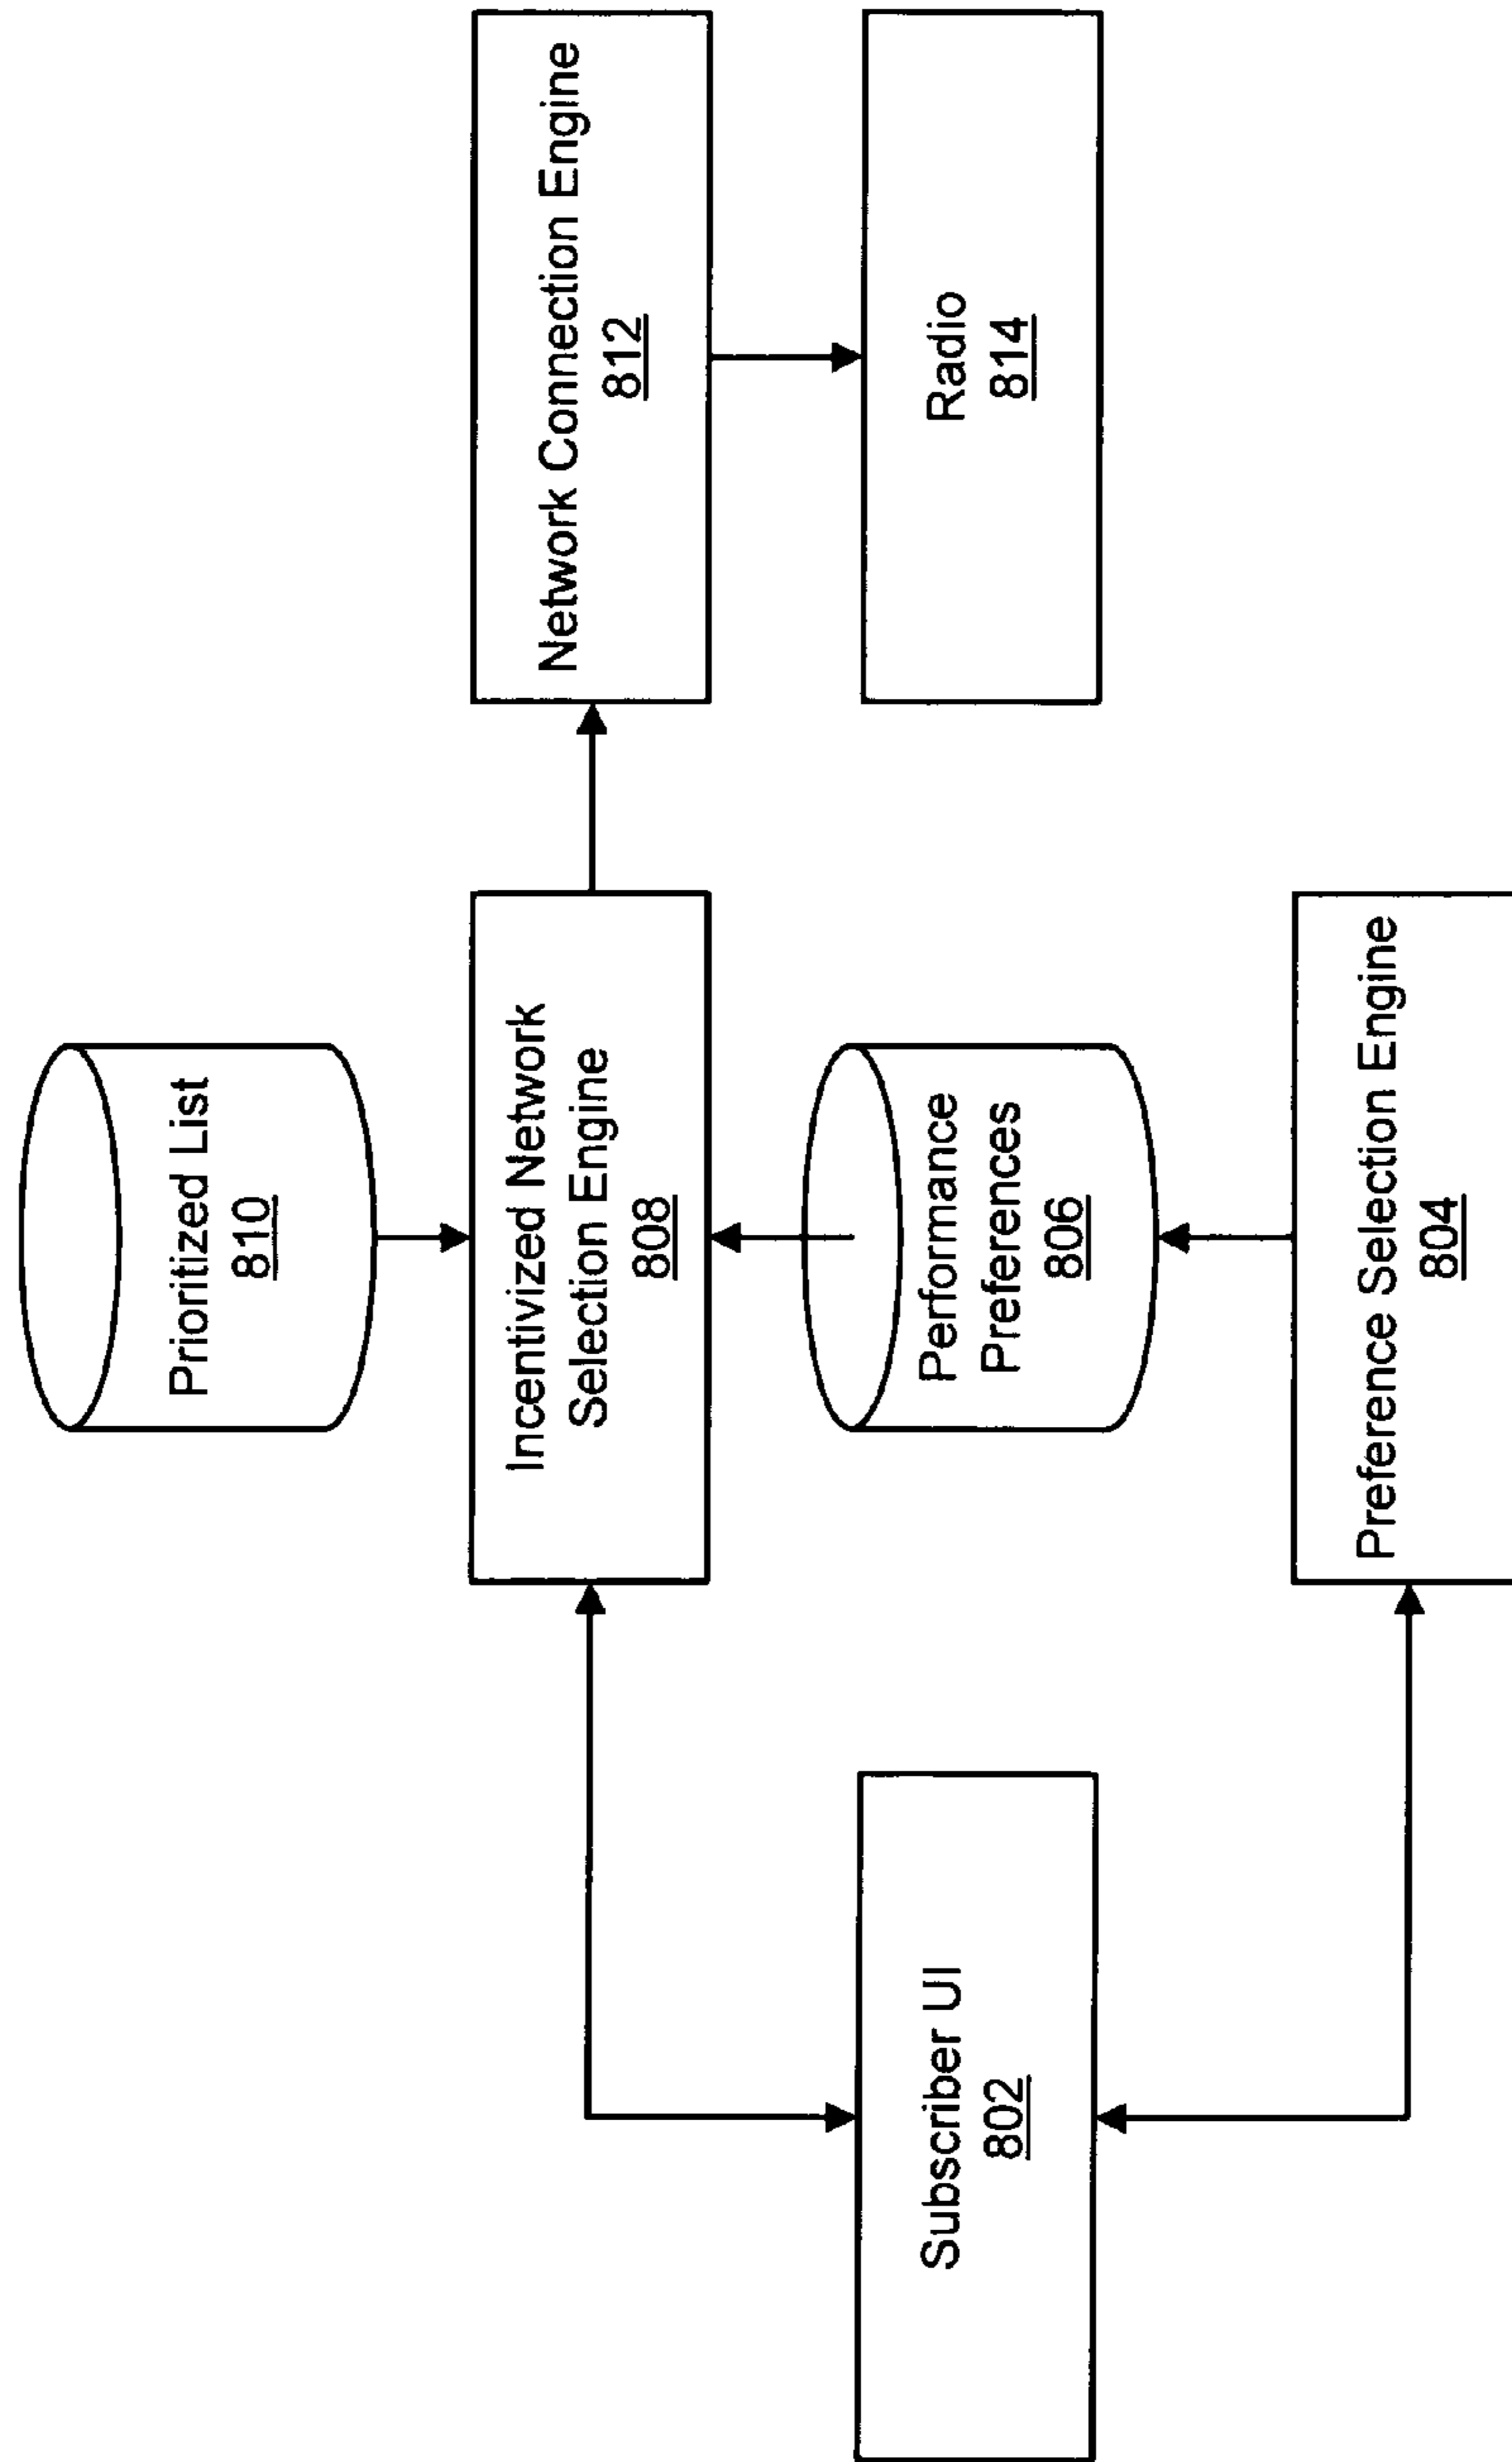 Prioritized List
810
Incentivized Network
Selection Engine
808
Network Connection Engine
812
Subscriber UI
802
Performance
Preferences
806
Radio
814
Preference Selection Engine
804